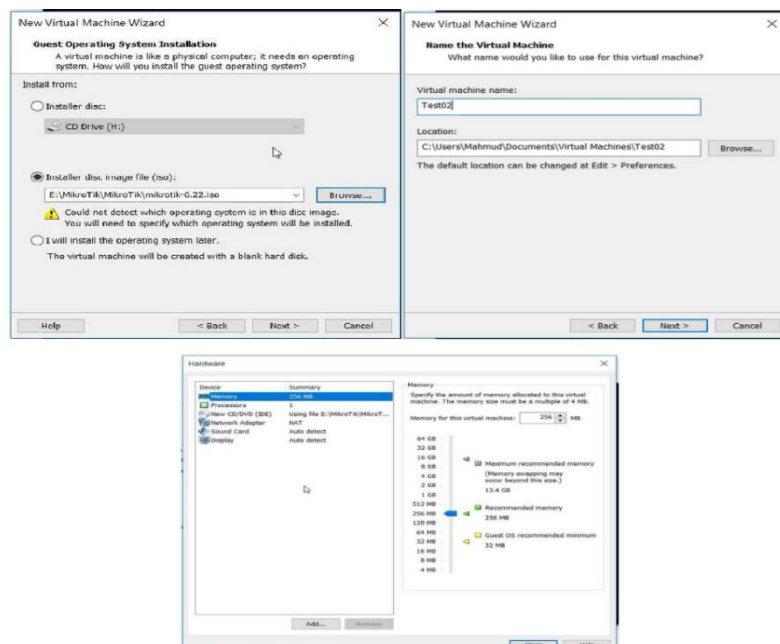 New Virtual Machine Wizard
Guest Operating System Installation
A virtual machine is like a physical computer; it needs an operating
system. How will you install the guest operating system?
Install from:
Installer disc:
CD Drive (H:)
Installer disc image file (iso):
E:\MikroTik\MikroTik\mikrotik-6.22.iso
Browse...
Could not detect which operating system is in this disc image.
You will need to specify which operating system will be installed.
I will install the operating system later.
The virtual machine will be created with a blank hard disk.
Help
< Back
Next >
Cancel
New Virtual Machine Wizard
Name the Virtual Machine
What name would you like to use for this virtual machine?
Virtual machine name:
Test02
Location:
C:\Users\Mahmud\Documents\Virtual Machines\Test02
Browse...
The default location can be changed at Edit > Preferences.
< Back
Next >
Cancel
Hardware
Device Summary
Memory 256 MB
Processors 1
New CD/DVD (IDE) Using file E:\MikroTik\MikroT...
Network Adapter NAT
Sound Card Auto detect
Display Auto detect
Add...
Remove
Memory
Specify the amount of memory allocated to this virtual
machine. The memory size must be a multiple of 4 MB.
Memory for this virtual machine: 256 MB
64 GB
32 GB
16 GB
8 GB
4 GB
2 GB
1 GB
512 MB
256 MB
128 MB
64 MB
32 MB
16 MB
8 MB
4 MB
Maximum recommended memory
(Memory swapping may
occur beyond this size.)
13.4 GB
Recommended memory
256 MB
Guest OS recommended minimum
32 MB